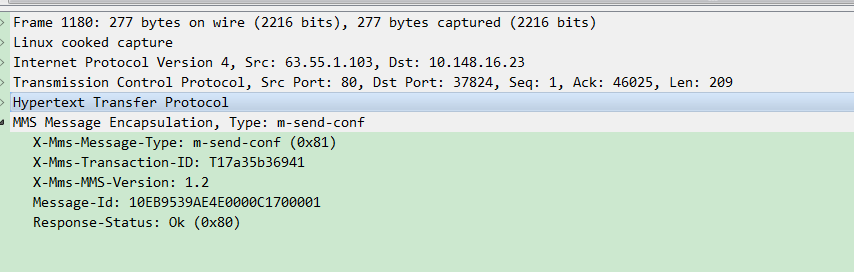 Frame 1180: 277 bytes on wire (2216 bits), 277 bytes captured (2216 bits)
Linux cooked capture
Internet Protocol Version 4, Src: 63.55.1.103, Dst: 10.148.16.23
Transmission Control Protocol, Src Port: 80, Dst Port: 37824, Seq: 1, Ack: 46025, Len: 209
Hypertext Transfer Protocol
MMS Message Encapsulation, Type: m-send-conf
X-Mms-Message-Type: m-send-conf (0x81)
X-Mms-Transaction-ID: T17a35b36941
X-Mms-MMS-Version: 1.2
Message-Id: 10EB9539AE4E0000C1700001
Response-Status: Ok (0x80)